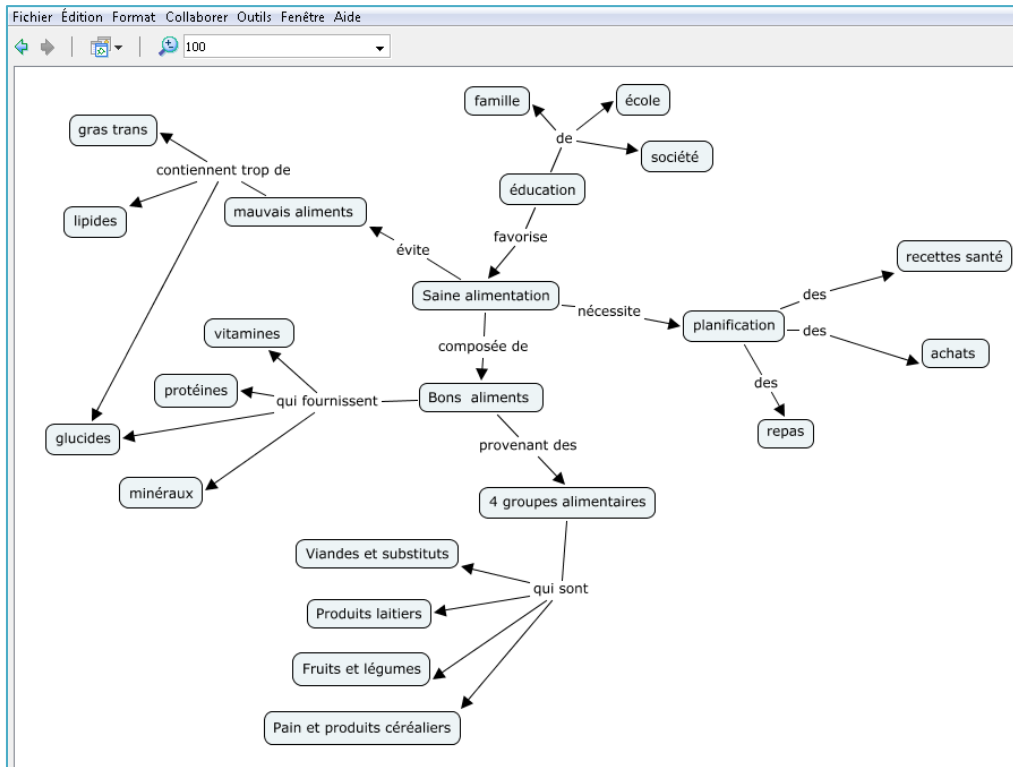 Fichier Édition Format Collaborer Outils Fenêtre Aide
100
famille
école
gras trans
de
société
contiennent trop de
éducation
mauvais aliments
lipides
favorise
évite
recettes santé
Saine alimentation
des
nécessite
planification
vitamines
des
composée de
achats
protéines
des
qui fournissent
Bons aliments
repas
glucides
provenant des
minéraux
4 groupes alimentaires
Viandes et substituts
qui sont
Produits laitiers
Fruits et légumes
Pain et produits céréaliers